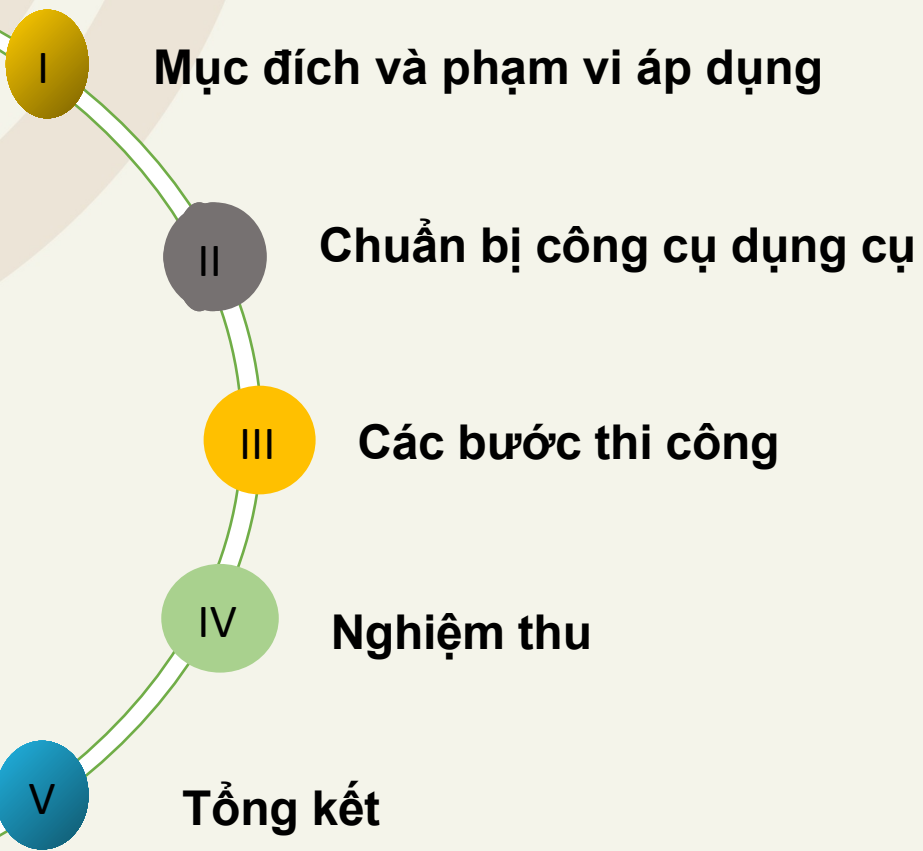 I
Mục đích và phạm vi áp dụng
II
Chuẩn bị công cụ dụng cụ
III
Các bước thi công
IV
Nghiệm thu
V
Tổng kết